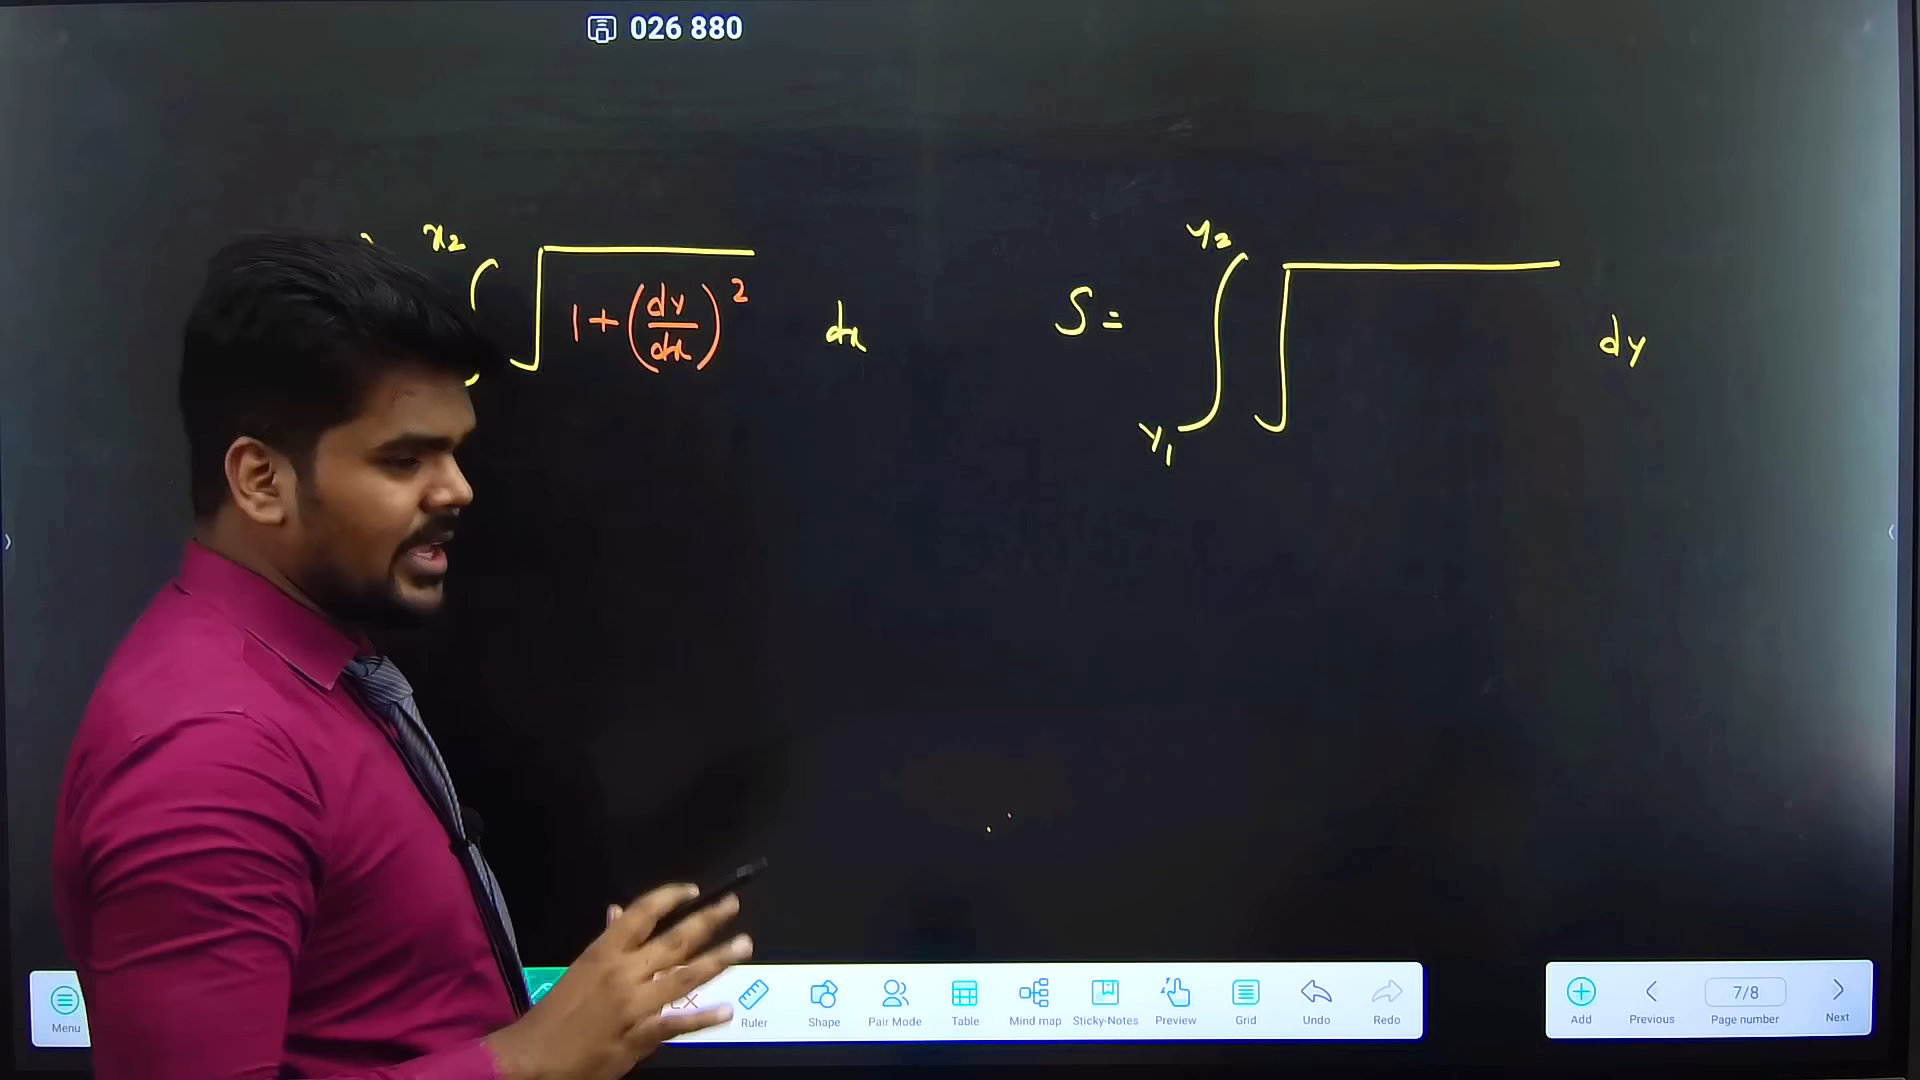 026 880
x₂
∫ √(1+(dy/dx)²) dx
y₂
S = ∫ √ dy
y₁
Menu
EX
Ruler
Shape
Pair Mode
Table
Mind map
Sticky-Notes
Preview
Grid
Undo
Redo
Add
Previous
7/8
Page number
Next